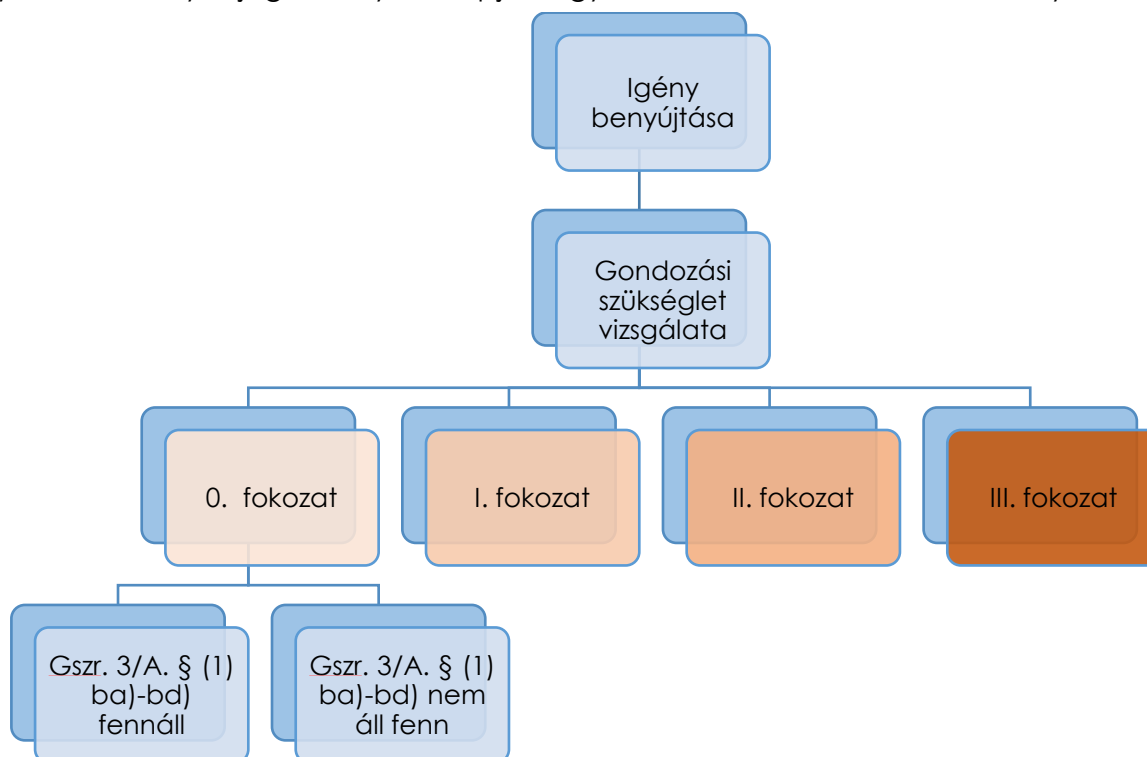 Igény
benyújtása
Gondozási
szükséglet
vizsgálata
0. fokozat
I. fokozat
II. fokozat
III. fokozat
Gszr. 3/A. § (1)
ba)-bd)
fennáll
Gszr. 3/A. § (1)
ba)-bd) nem
áll fenn